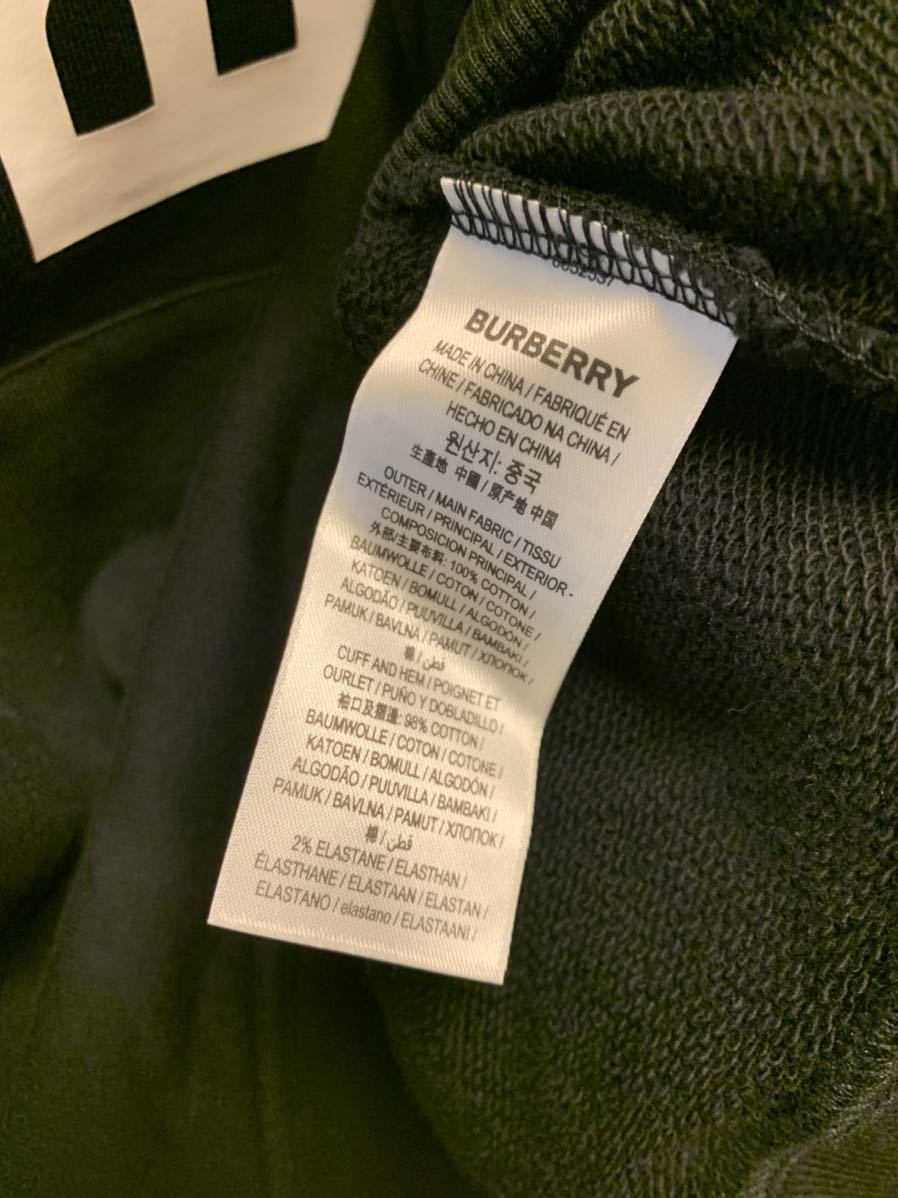 BURBERRY
MADE IN CHINA / FABRIQUÉ EN
CHINE / FABRICADO NA CHINA /
HECHO EN CHINA
원산지: 중국
生產地 中國 / 原产地 中国
OUTER / MAIN FABRIC / TISSU
EXTÉRIEUR / PRINCIPAL / EXTERIOR -
COMPOSICION PRINCIPAL /
外部/主要布料: 100% COTTON /
BAUMWOLLE / COTON / COTONE /
KATOEN / BOMULL / ALGODÓN /
ALGODÃO / PUUVILLA / BAMBAKI /
PAMUK / BAVLNA / PAMUT / ХЛОПОК /
棉 / قطن /
CUFF AND HEM / POIGNET ET
OURLET / PUÑO Y DOBLADILLO /
袖口及: 98% COTTON /
BAUMWOLLE / COTON / COTONE /
KATOEN / BOMULL / ALGODÓN /
ALGODÃO / PUUVILLA / BAMBAKI /
PAMUK / BAVLNA / PAMUT / ХЛОПОК /
棉 / قطن /
2% ELASTANE / ELASTHAN /
ÉLASTHANE / ELASTAAN / ELASTAN /
ELASTANO / elastano / ELASTAANI /